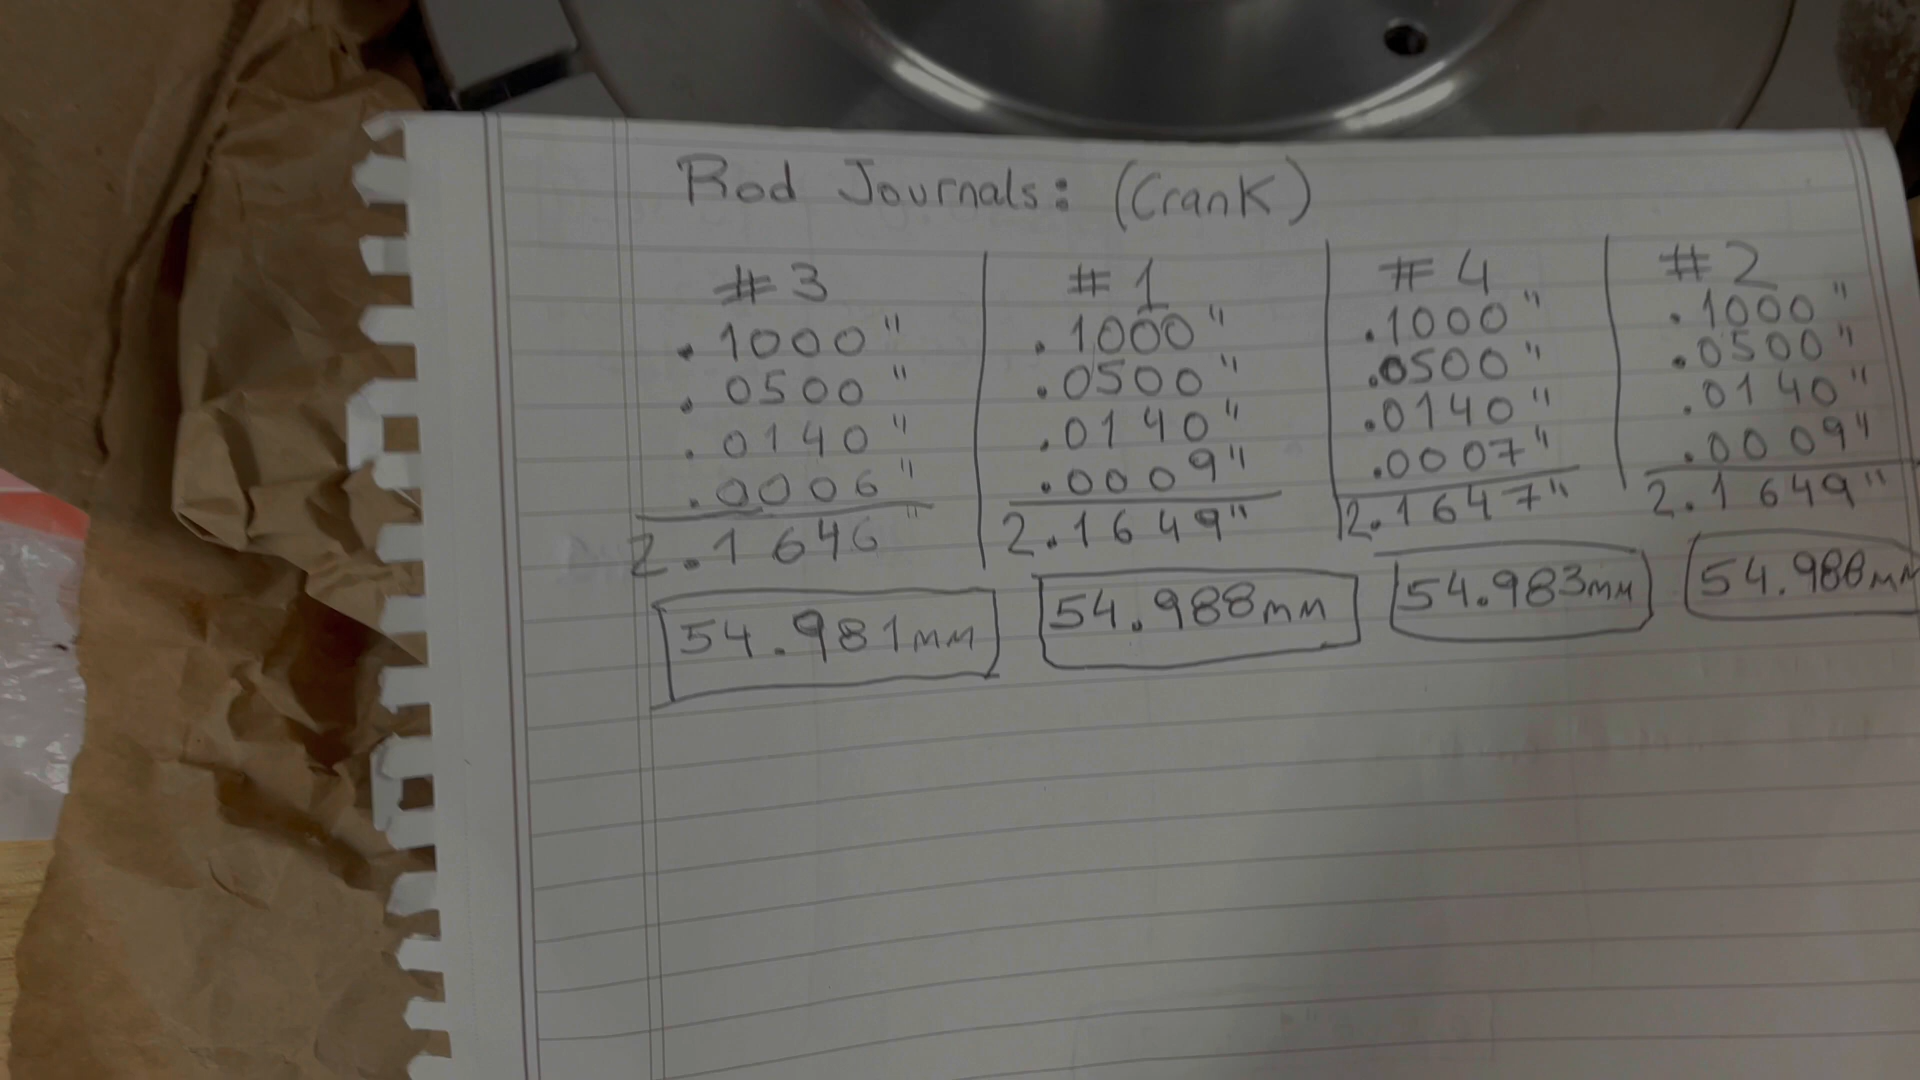 Rod Journals: (Crank)
#3 #1 #4 #2
.1000" .1000" .1000" .1000"
.0500" .0500" .0500" .0500"
.0140" .0140" .0140" .0140"
.0006" .0009" .0007" .0009"
2.1646" 2.1649" 2.1647" 2.1649"
54.981mm 54.988mm 54.983mm 54.988mm